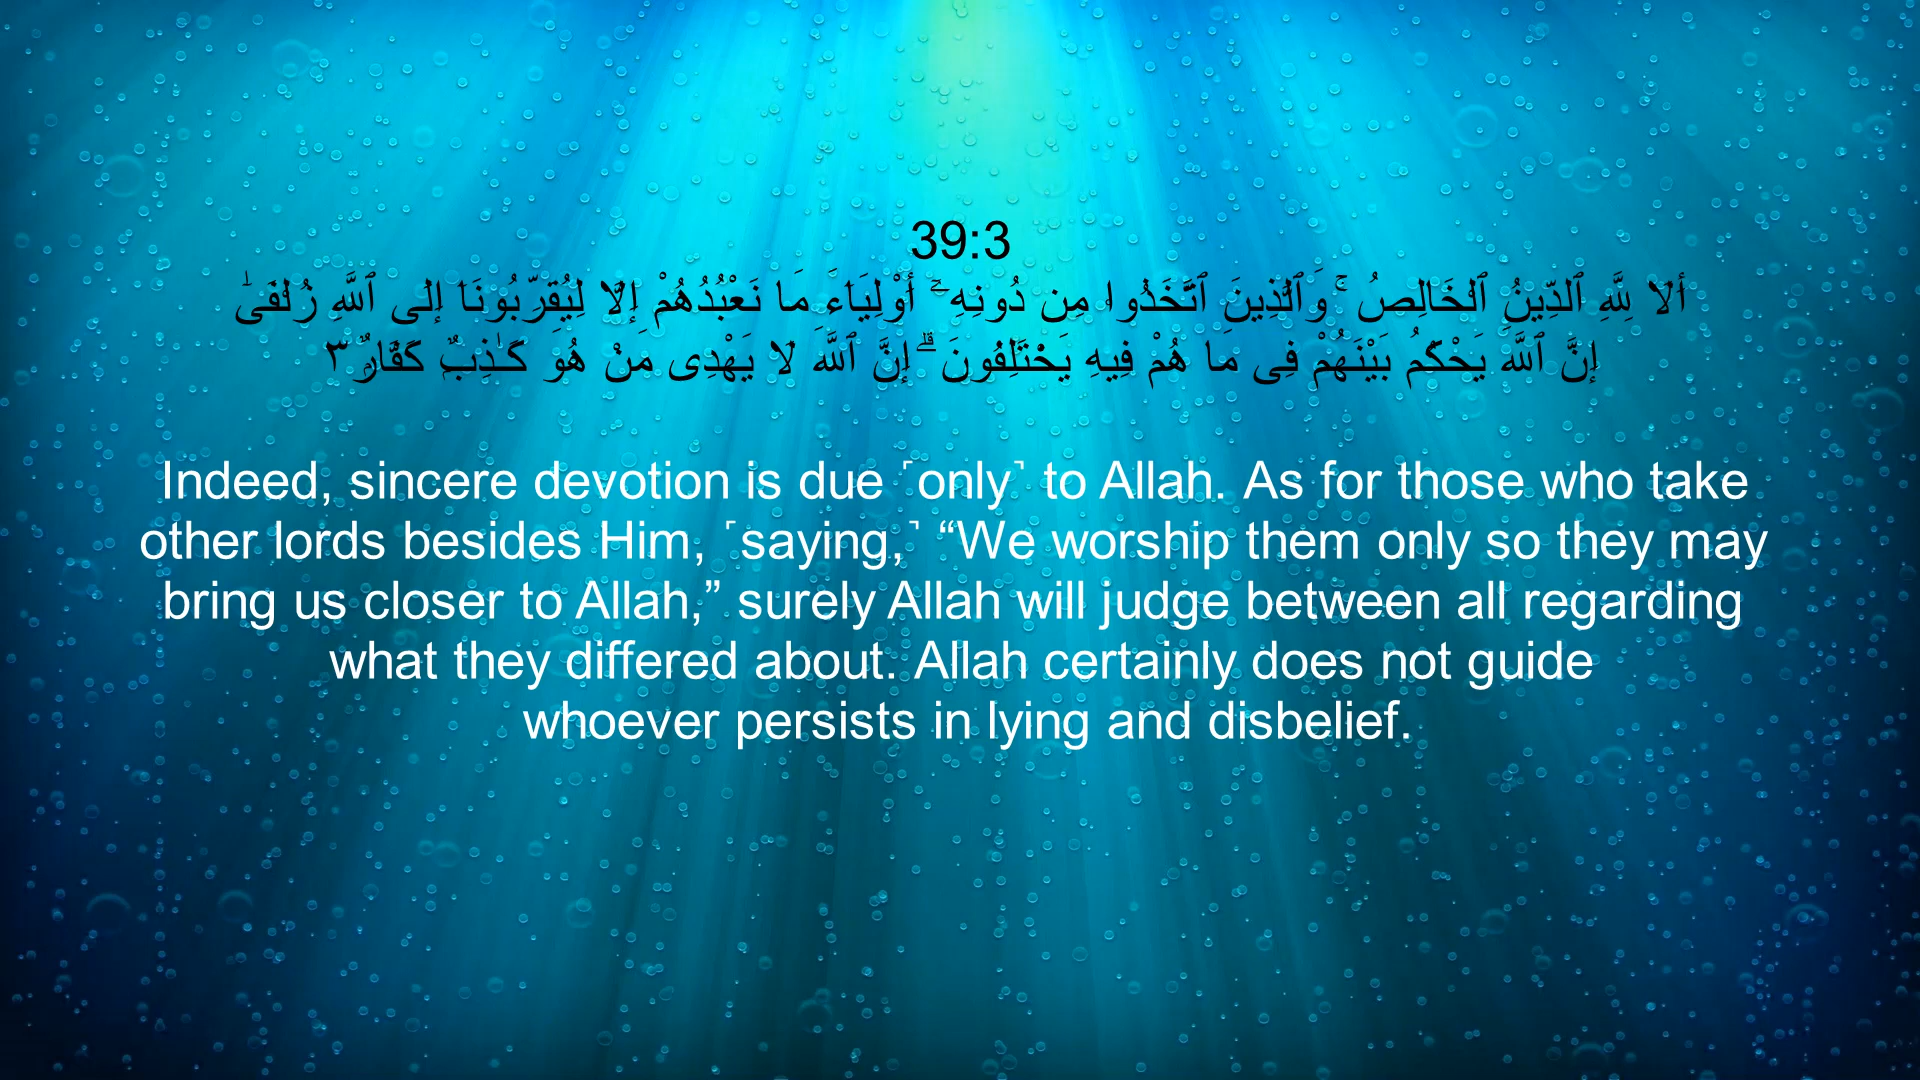 39:3
أَلَا لِلَّهِ ٱلدِّينُ ٱلْخَالِصُ ۚ وَٱلَّذِينَ ٱتَّخَذُوا۟ مِن دُونِهِۦٓ أَوْلِيَآءَ مَا نَعْبُدُهُمْ إِلَّا لِيُقَرِّبُونَآ إِلَى ٱللَّهِ زُلْفَىٰٓ
إِنَّ ٱللَّهَ يَحْكُمُ بَيْنَهُمْ فِى مَا هُمْ فِيهِ يَخْتَلِفُونَ ۗ إِنَّ ٱللَّهَ لَا يَهْدِى مَنْ هُوَ كَـٰذِبٌۭ كَفَّارٌۭ ٣
Indeed, sincere devotion is due ˹only˺ to Allah. As for those who take
other lords besides Him, ˹saying,˺ “We worship them only so they may
bring us closer to Allah,” surely Allah will judge between all regarding
what they differed about. Allah certainly does not guide
whoever persists in lying and disbelief.